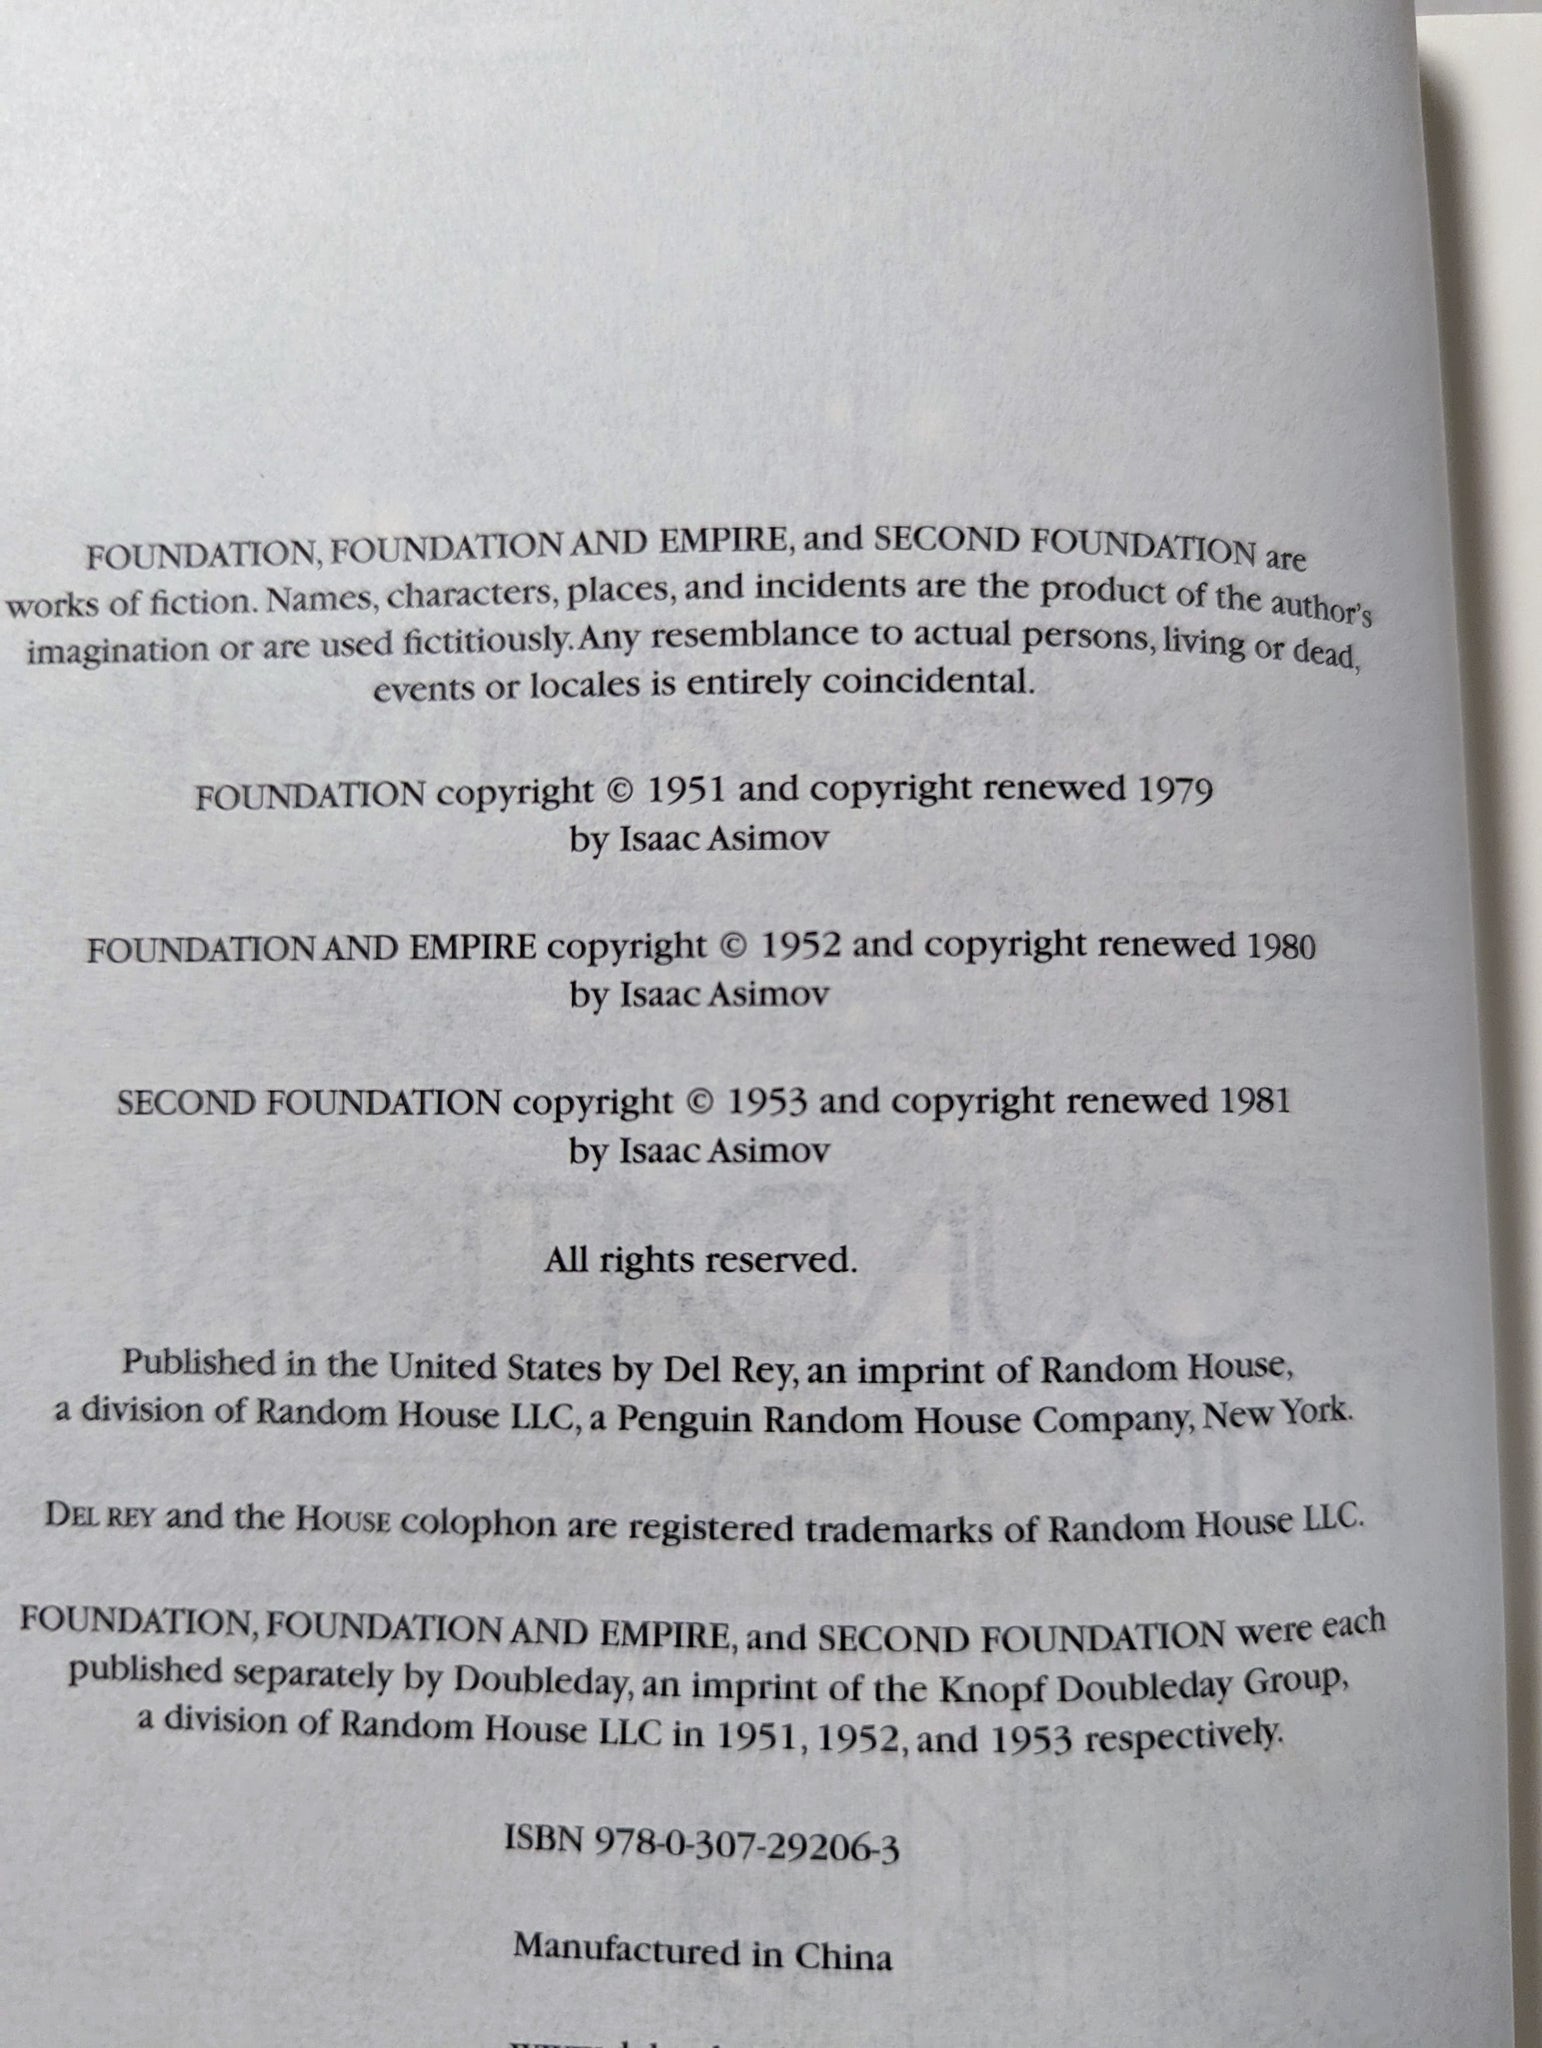 FOUNDATION, FOUNDATION AND EMPIRE, and SECOND FOUNDATION are
works of fiction. Names, characters, places, and incidents are the product of the author's
imagination or are used fictitiously. Any resemblance to actual persons, living or dead,
events or locales is entirely coincidental.
FOUNDATION copyright © 1951 and copyright renewed 1979
by Isaac Asimov
FOUNDATION AND EMPIRE copyright © 1952 and copyright renewed 1980
by Isaac Asimov
SECOND FOUNDATION copyright © 1953 and copyright renewed 1981
by Isaac Asimov
All rights reserved.
Published in the United States by Del Rey, an imprint of Random House,
a division of Random House LLC, a Penguin Random House Company, New York.
DEL REY and the HOUSE colophon are registered trademarks of Random House LLC.
FOUNDATION, FOUNDATION AND EMPIRE, and SECOND FOUNDATION were each
published separately by Doubleday, an imprint of the Knopf Doubleday Group,
a division of Random House LLC in 1951, 1952, and 1953 respectively.
ISBN 978-0-307-29206-3
Manufactured in China